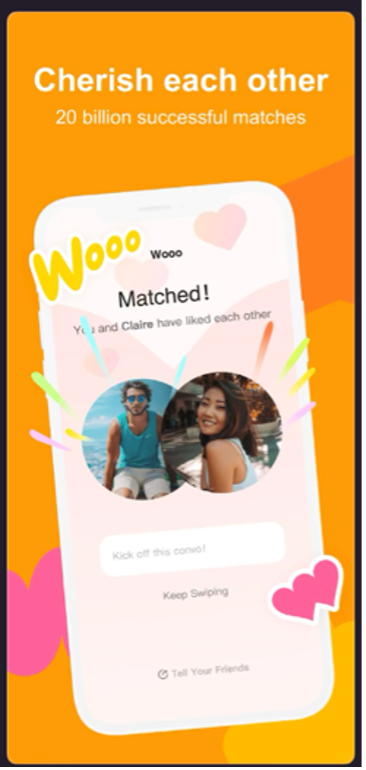 Cherish each other
20 billion successful matches
Wooo
Wooo
Matched!
You and Claire have liked each other
Kick off this convo!
Keep Swiping
Tell Your Friends